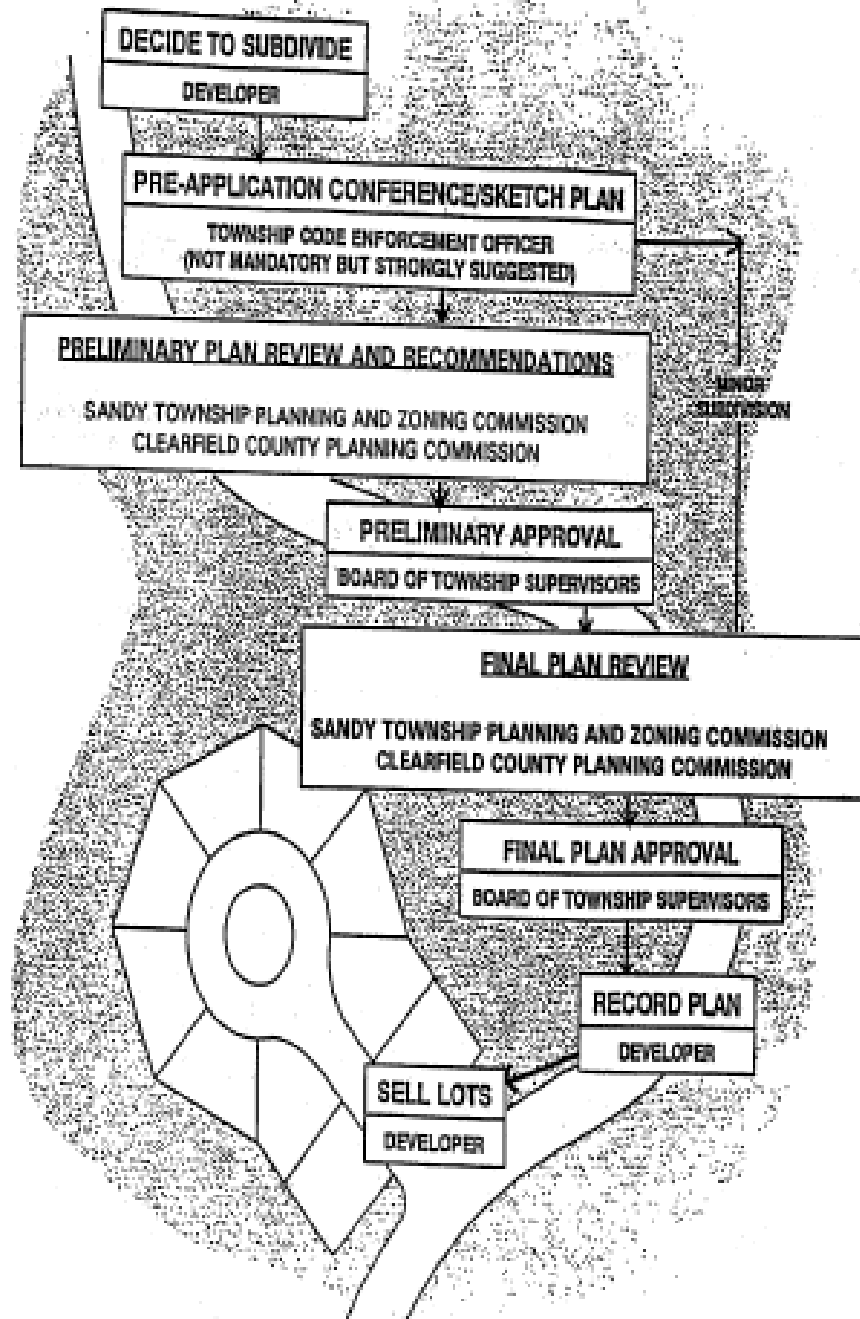 DECIDE TO SUBDIVIDE
DEVELOPER
PRE-APPLICATION CONFERENCE/SKETCH PLAN
TOWNSHIP CODE ENFORCEMENT OFFICER
(NOT MANDATORY BUT STRONGLY SUGGESTED)
PRELIMINARY PLAN REVIEW AND RECOMMENDATIONS
SANDY TOWNSHIP PLANNING AND ZONING COMMISSION
CLEARFIELD COUNTY PLANNING COMMISSION
MINOR
SUBDIVISION
PRELIMINARY APPROVAL
BOARD OF TOWNSHIP SUPERVISORS
FINAL PLAN REVIEW
SANDY TOWNSHIP PLANNING AND ZONING COMMISSION
CLEARFIELD COUNTY PLANNING COMMISSION
FINAL PLAN APPROVAL
BOARD OF TOWNSHIP SUPERVISORS
RECORD PLAN
DEVELOPER
SELL LOTS
DEVELOPER